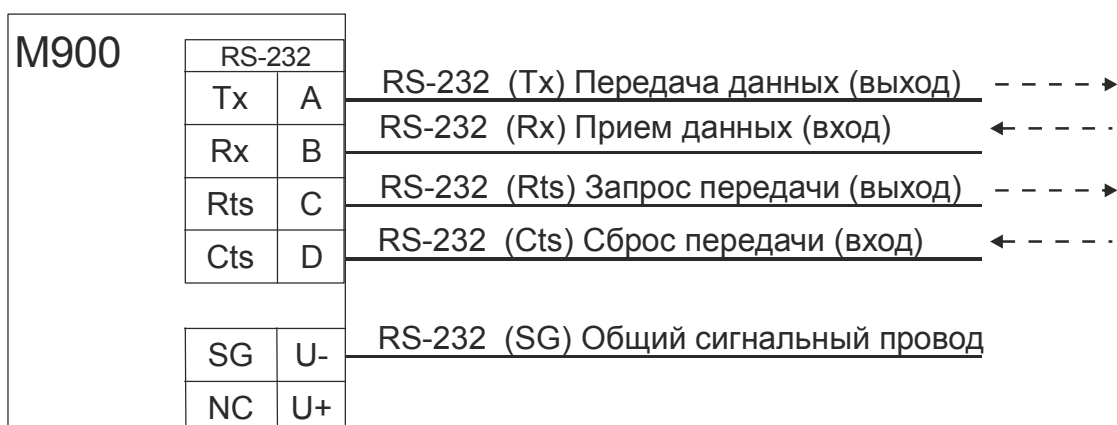 M900
RS-232
Tx A RS-232 (Tx) Передача данных (выход)
Rx B RS-232 (Rx) Прием данных (вход)
Rts C RS-232 (Rts) Запрос передачи (выход)
Cts D RS-232 (Cts) Сброс передачи (вход)
SG U- RS-232 (SG) Общий сигнальный провод
NC U+